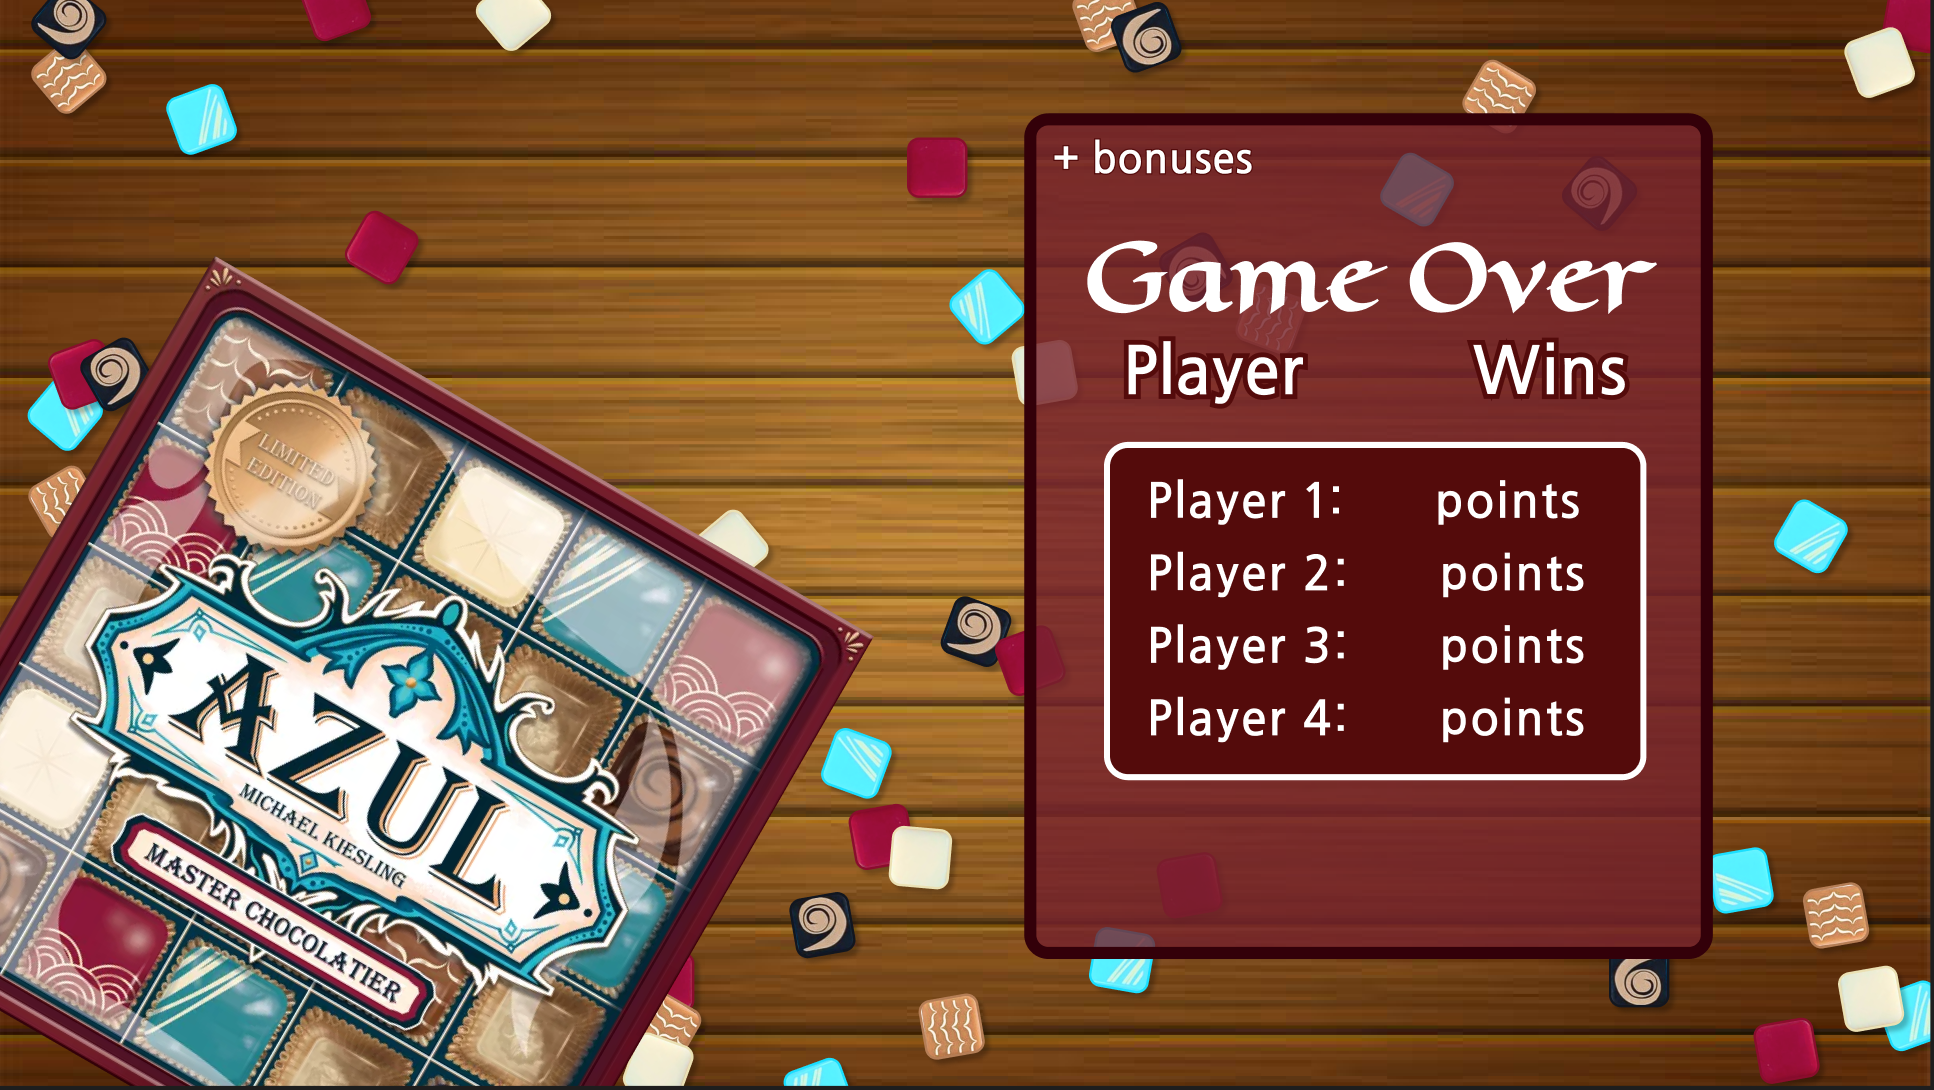 + bonuses
Game Over
Player Wins
Player 1: points
Player 2: points
Player 3: points
Player 4: points
LIMITED
EDITION
AZUL
MICHAEL KIESLING
MASTER CHOCOLATIER